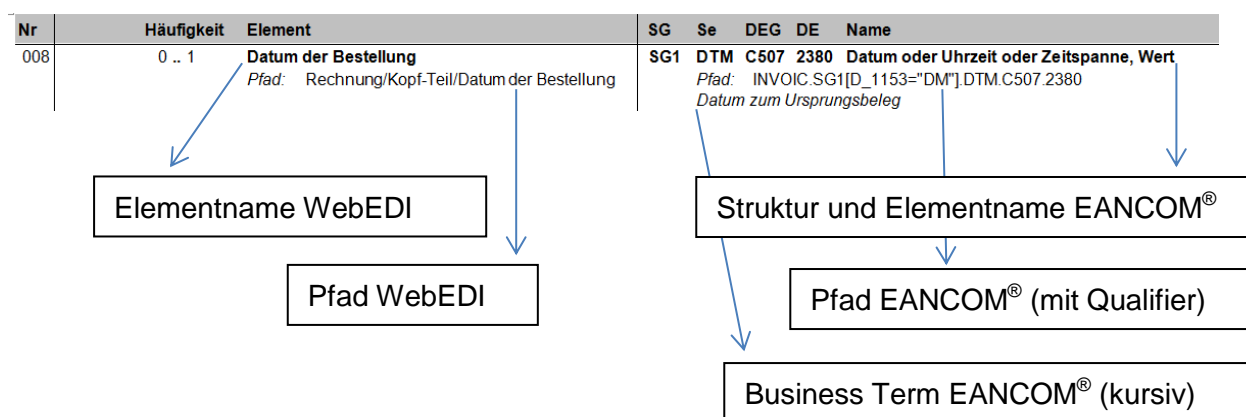 Nr Häufigkeit Element SG Se DEG DE Name
008 0 .. 1 Datum der Bestellung SG1 DTM C507 2380 Datum oder Uhrzeit oder Zeitspanne, Wert
Pfad: Rechnung/Kopf-Teil/Datum der Bestellung Pfad: INVOIC.SG1[D_1153="DM"].DTM.C507.2380
Datum zum Ursprungsbeleg
Elementname WebEDI Struktur und Elementname EANCOM®
Pfad WebEDI Pfad EANCOM® (mit Qualifier)
Business Term EANCOM® (kursiv)